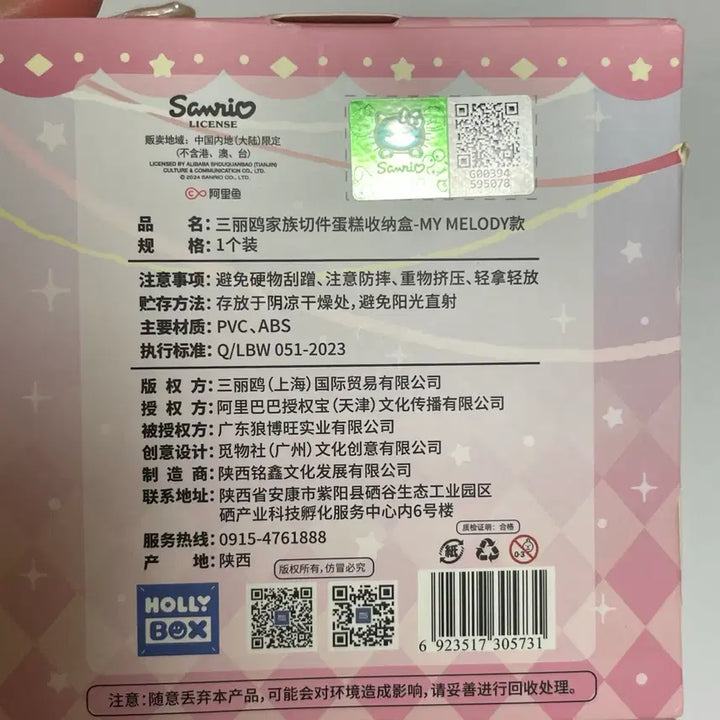 Sanrio
LICENSE
贩卖地域：中国内地（大陆）限定
（不含港、澳、台）
LICENSED BY ALIBABA SHOUQUANBAO (TIANJIN)
CULTURE & COMMUNICATION CO., LTD.
© 2024 SANRIO CO., LTD.
阿里鱼
Sanrio
G00394
595078
品 名：三丽鸥家族切件蛋糕收纳盒-MY MELODY款
规 格：1个装
注意事项：避免硬物刮蹭、注意防摔、重物挤压、轻拿轻放
贮存方法：存放于阴凉干燥处，避免阳光直射
主要材质：PVC、ABS
执行标准：Q/LBW 051-2023
版 权 方：三丽鸥（上海）国际贸易有限公司
授 权 方：阿里巴巴授权宝（天津）文化传播有限公司
被授权方：广东狼博旺实业有限公司
创意设计：觅物社（广州）文化创意有限公司
制 造 商：陕西铭鑫文化发展有限公司
联系地址：陕西省安康市紫阳县硒谷生态工业园区
硒产业科技孵化服务中心内6号楼
服务热线：0915-4761888
产 地：陕西
质检证明：合格
纸
0-3
版权所有，仿冒必究
HOLLY
BOX
6 923517 305731
注意：随意丢弃本产品，可能会对环境造成影响，请妥善进行回收处理。